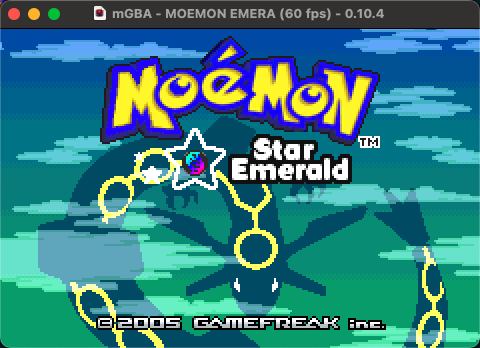 mGBA - MOEMON EMERA (60 fps) - 0.10.4
MoéMoN
TM
Star
Emerald
©2005 GAMEFREAK inc.